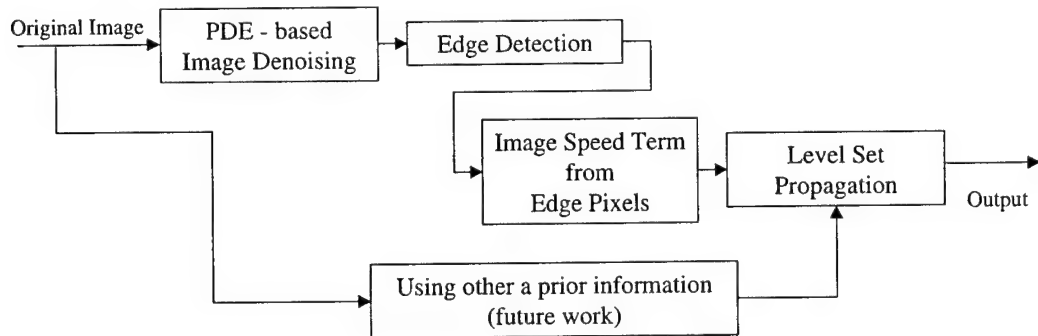 Original Image
PDE - based
Image Denoising
Edge Detection
Image Speed Term
from
Edge Pixels
Level Set
Propagation
Output
Using other a prior information
(future work)